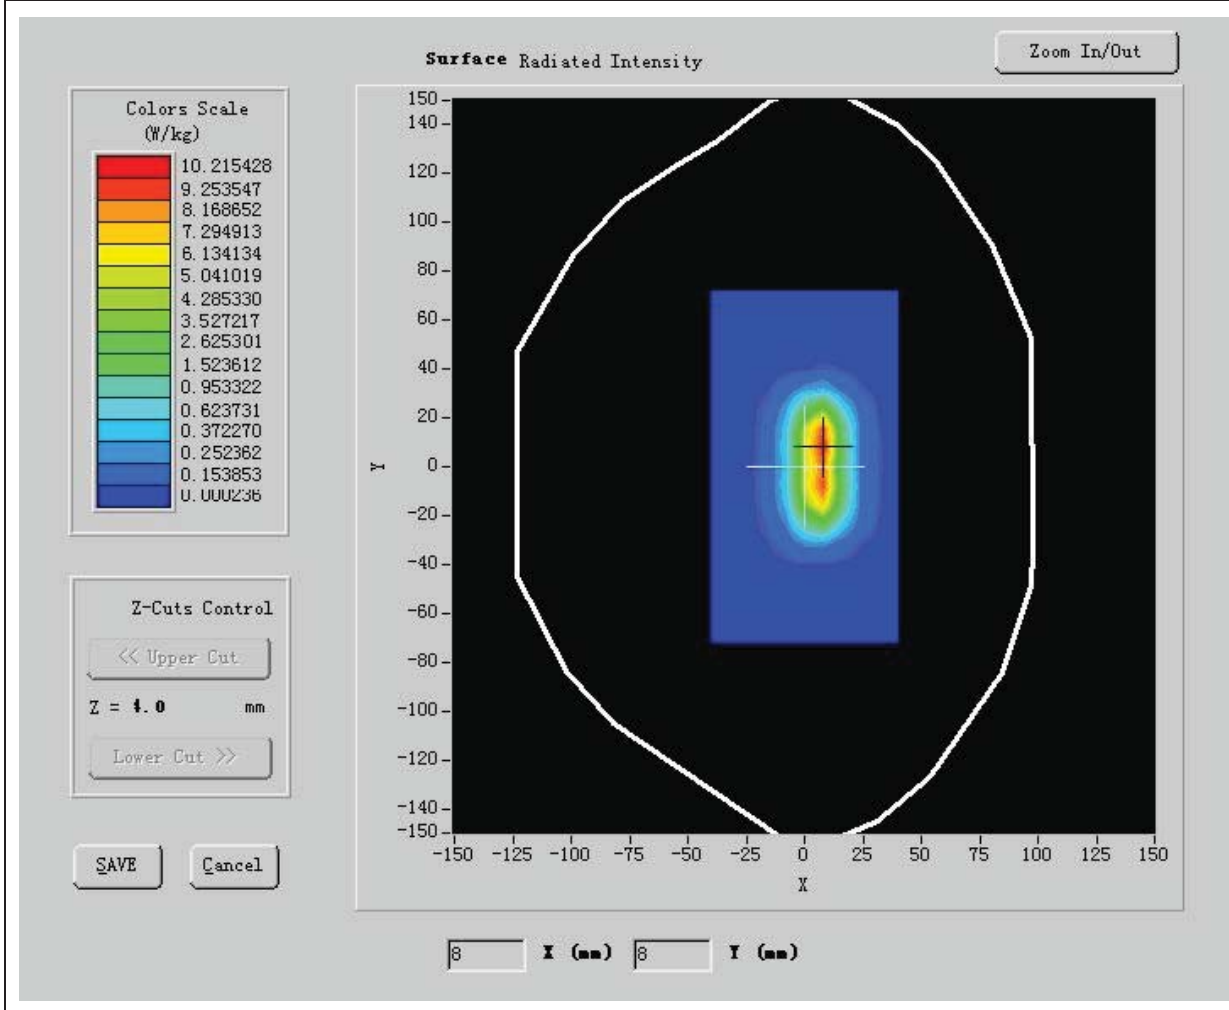 Surface Radiated Intensity
Zoom In/Out
Colors Scale
(W/kg)
10.215428
9.253547
8.168652
7.294913
6.134134
5.041019
4.285330
3.527217
2.625301
1.523612
0.953322
0.623731
0.372270
0.252362
0.153853
0.000236
Z-Cuts Control
<< Upper Cut
Z = 4.0 mm
Lower Cut >>
SAVE Cancel
150
140
120
100
80
60
40
20
0
-20
-40
-60
-80
-100
-120
-140
-150
Y
-150 -125 -100 -75 -50 -25 0 25 50 75 100 125 150
X
8 X (mm) 8 Y (mm)